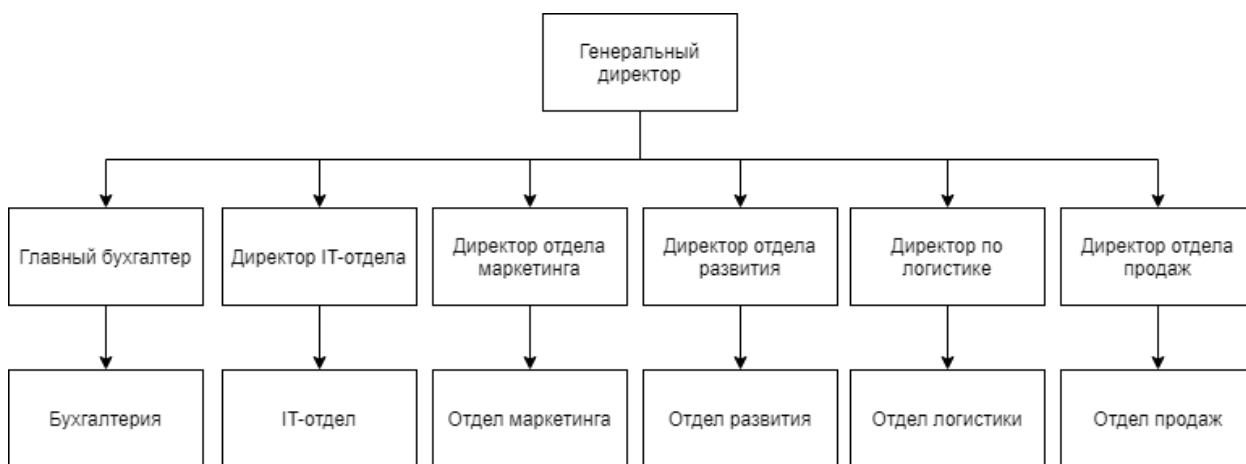 Генеральный
директор
Главный бухгалтер
Директор IT-отдела
Директор отдела
маркетинга
Директор отдела
развития
Директор по
логистике
Директор отдела
продаж
Бухгалтерия
IT-отдел
Отдел маркетинга
Отдел развития
Отдел логистики
Отдел продаж